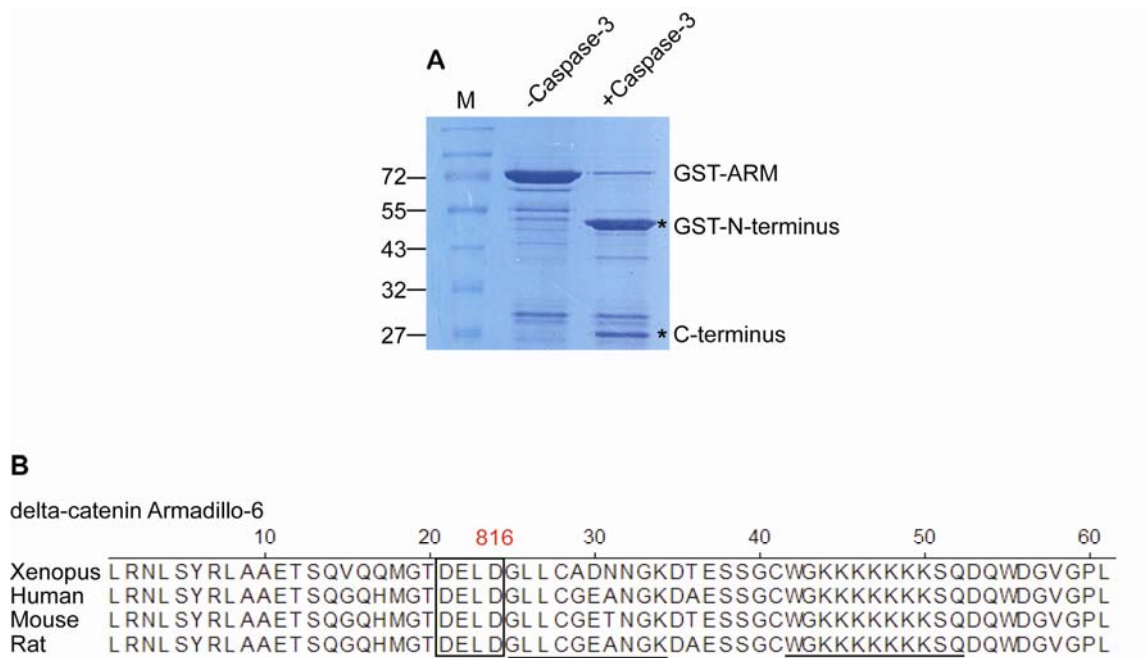 A
M -Caspase-3 +Caspase-3
72 GST-ARM
55
* GST-N-terminus
43
32
27 * C-terminus
B
delta-catenin Armadillo-6
10 20 816 30 40 50 60
Xenopus LRNLSYRLAAETSQVQQMGTDELDGLLCADNNGKDTESSGCWGKKKKKKKSQDQWDGVGPL
Human LRNLSYRLAAETSQGQHMGTDELDGLLCGEANGKDAESSGCWGKKKKKKKSQDQWDGVGPL
Mouse LRNLSYRLAAETSQGQHMGTDELDGLLCGETNGKDTESSGCWGKKKKKKKSQDQWDGVGPL
Rat LRNLSYRLAAETSQGQHMGTDELDGLLCGEANGKDAESSGCWGKKKKKKKSQDQWDGVGPL